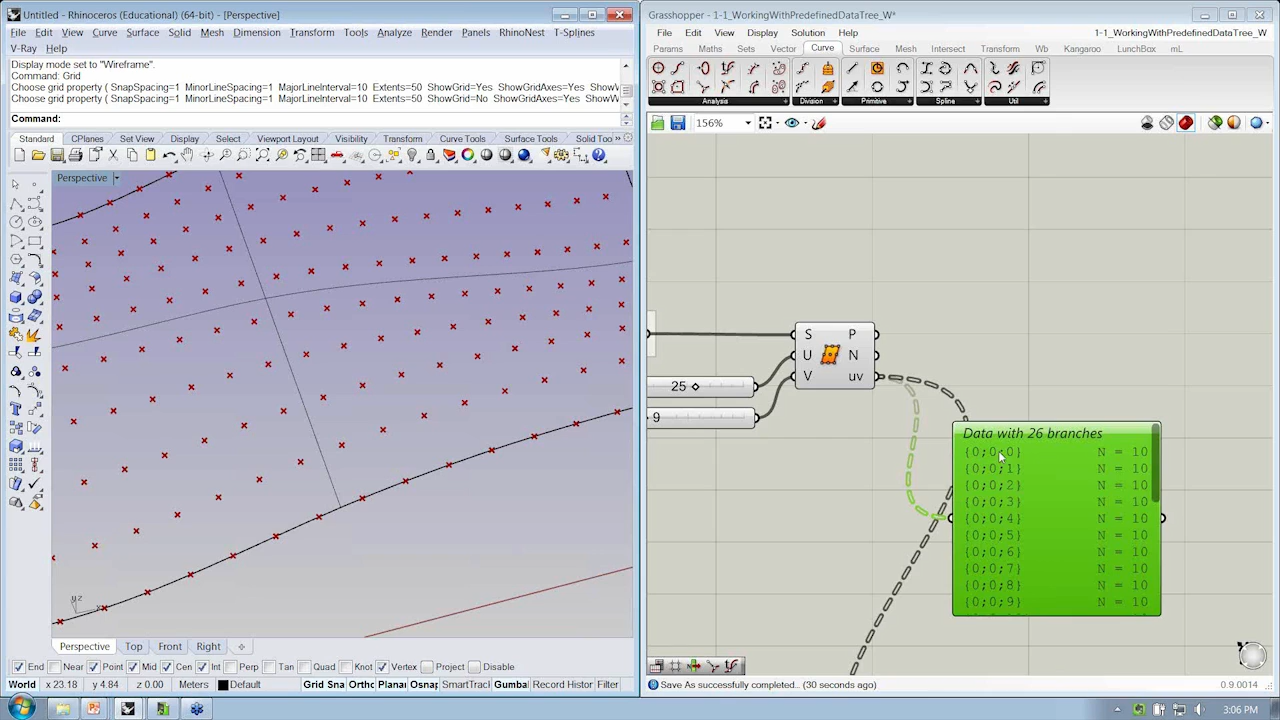 Untitled - Rhinoceros (Educational) (64-bit) - [Perspective]
File Edit View Curve Surface Solid Mesh Dimension Transform Tools Analyze Render Panels RhinoNest T-Splines
V-Ray Help
Display mode set to "Wireframe".
Command: Grid
Choose grid property ( SnapSpacing=1 MinorLineSpacing=1 MajorLineInterval=10 Extents=50 ShowGrid=Yes ShowGridAxes=Yes ShowW
Choose grid property ( SnapSpacing=1 MinorLineSpacing=1 MajorLineInterval=10 Extents=50 ShowGrid=No ShowGridAxes=Yes ShowW
Command:
Standard CPlanes Set View Display Select Viewport Layout Visibility Transform Curve Tools Surface Tools Solid Too »
Perspective
z
x
Perspective Top Front Right
End Near Point Mid Cen Int Perp Tan Quad Knot Vertex Project Disable
World x 23.18 y 4.84 z 0.00 Meters Default Grid Sna Ortho Planar Osnap SmartTrack Gumba Record History Filter
Grasshopper - 1-1_WorkingWithPredefinedDataTree_W*
File Edit View Display Solution Help 1-1_WorkingWithPredefinedDataTree_W
Params Maths Sets Vector Curve Surface Mesh Intersect Transform Wb Kangaroo LunchBox mL
Analysis Division Primitive Spline Util
156%
S P
U N
V uv
25
9
Data with 26 branches
{0;0;0} N = 10
{0;0;1} N = 10
{0;0;2} N = 10
{0;0;3} N = 10
{0;0;4} N = 10
{0;0;5} N = 10
{0;0;6} N = 10
{0;0;7} N = 10
{0;0;8} N = 10
{0;0;9} N = 10
Save As successfully completed... (30 seconds ago) 0.9.0014
3:06 PM